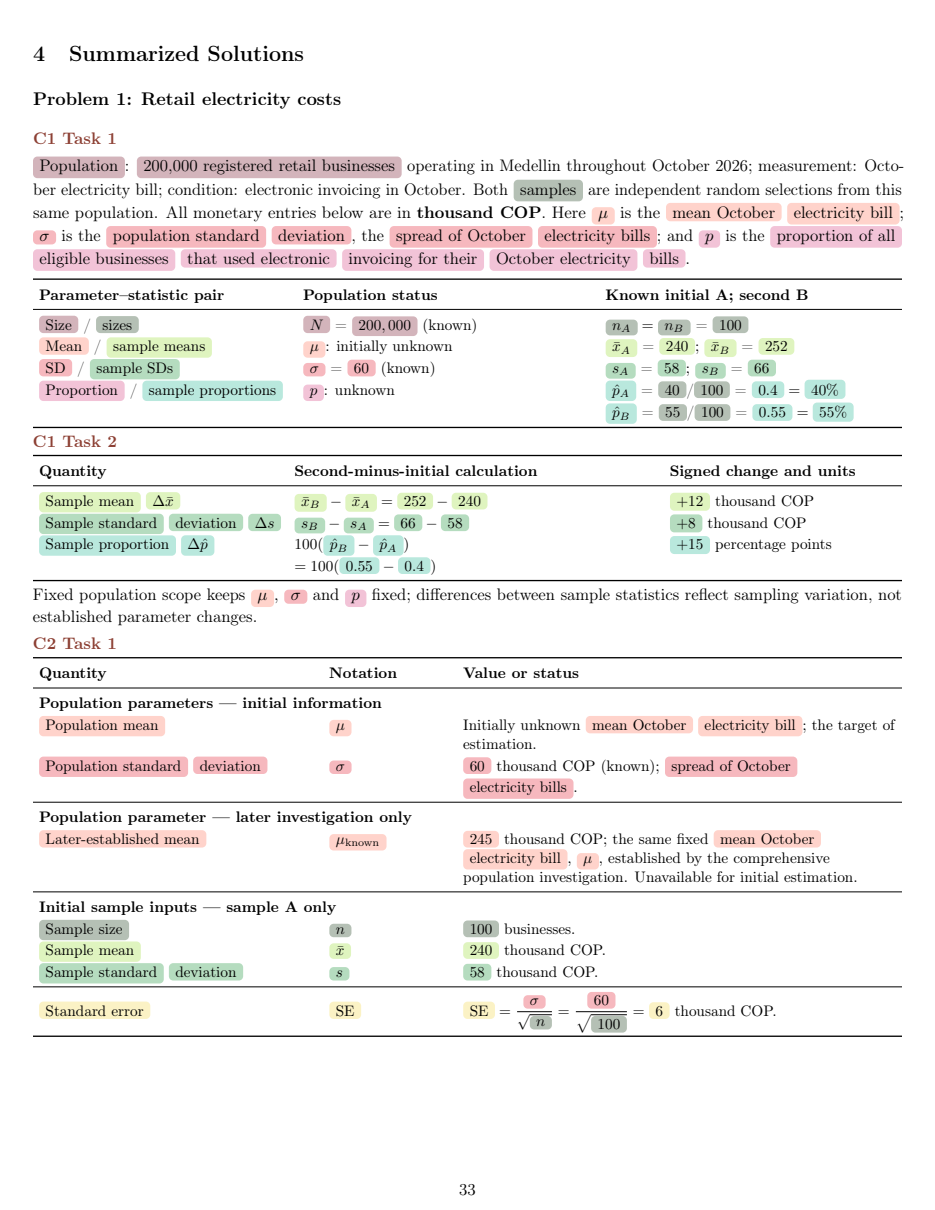 4 Summarized Solutions
Problem 1: Retail electricity costs
C1 Task 1
Population : 200,000 registered retail businesses operating in Medellin throughout October 2026; measurement: Octo-
ber electricity bill; condition: electronic invoicing in October. Both samples are independent random selections from this
same population. All monetary entries below are in thousand COP. Here μ is the mean October electricity bill ;
σ is the population standard deviation , the spread of October electricity bills ; and p is the proportion of all
eligible businesses that used electronic invoicing for their October electricity bills .
Parameter–statistic pair Population status Known initial A; second B
Size / sizes N = 200,000 (known) n_A = n_B = 100
Mean / sample means μ : initially unknown x̄_A = 240 ; x̄_B = 252
SD / sample SDs σ = 60 (known) s_A = 58 ; s_B = 66
Proportion / sample proportions p : unknown p̂_A = 40 / 100 = 0.4 = 40%
p̂_B = 55 / 100 = 0.55 = 55%
C1 Task 2
Quantity Second-minus-initial calculation Signed change and units
Sample mean Δx̄ x̄_B − x̄_A = 252 − 240 +12 thousand COP
Sample standard deviation Δs s_B − s_A = 66 − 58 +8 thousand COP
Sample proportion Δp̂ 100( p̂_B − p̂_A ) +15 percentage points
= 100( 0.55 − 0.4 )
Fixed population scope keeps μ , σ and p fixed; differences between sample statistics reflect sampling variation, not
established parameter changes.
C2 Task 1
Quantity Notation Value or status
Population parameters — initial information
Population mean μ Initially unknown mean October electricity bill ; the target of
estimation.
Population standard deviation σ 60 thousand COP (known); spread of October
electricity bills .
Population parameter — later investigation only
Later-established mean μ_known 245 thousand COP; the same fixed mean October
electricity bill , μ , established by the comprehensive
population investigation. Unavailable for initial estimation.
Initial sample inputs — sample A only
Sample size n 100 businesses.
Sample mean x̄ 240 thousand COP.
Sample standard deviation s 58 thousand COP.
Standard error SE SE = σ/√n = 60/√100 = 6 thousand COP.
33